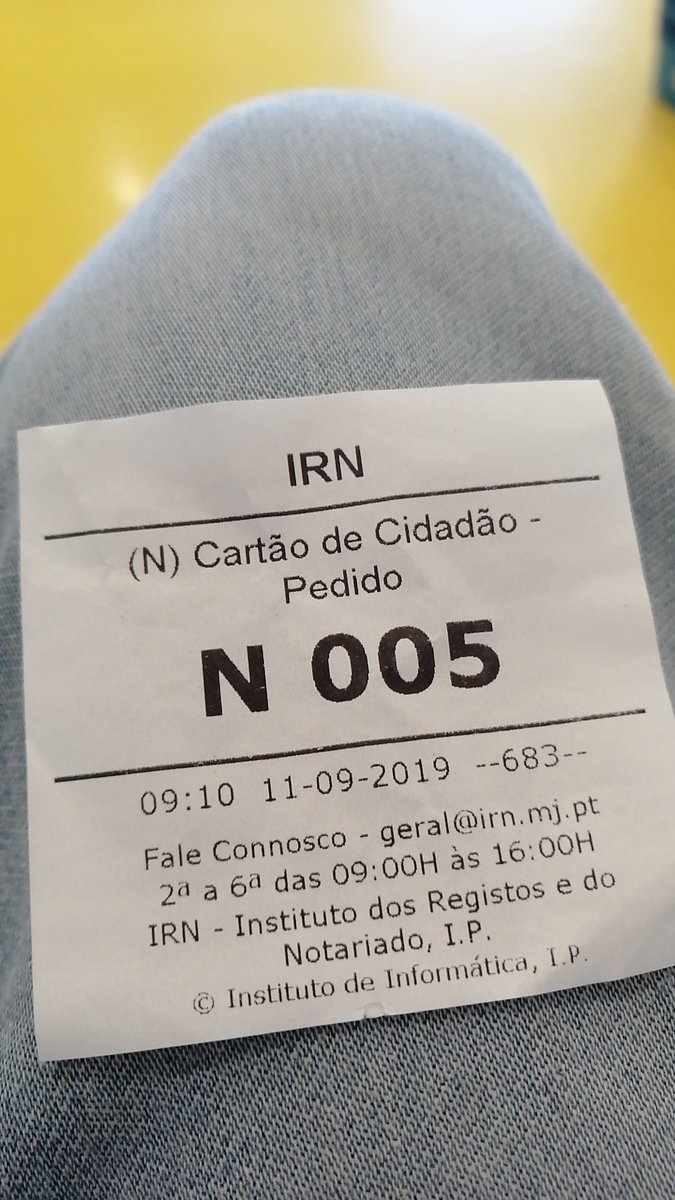 IRN
(N) Cartão de Cidadão -
Pedido
N 005
09:10 11-09-2019 --683--
Fale Connosco - geral@irn.mj.pt
2ª a 6ª das 09:00H às 16:00H
IRN - Instituto dos Registos e do
Notariado, I.P.
© Instituto de Informática, I.P.